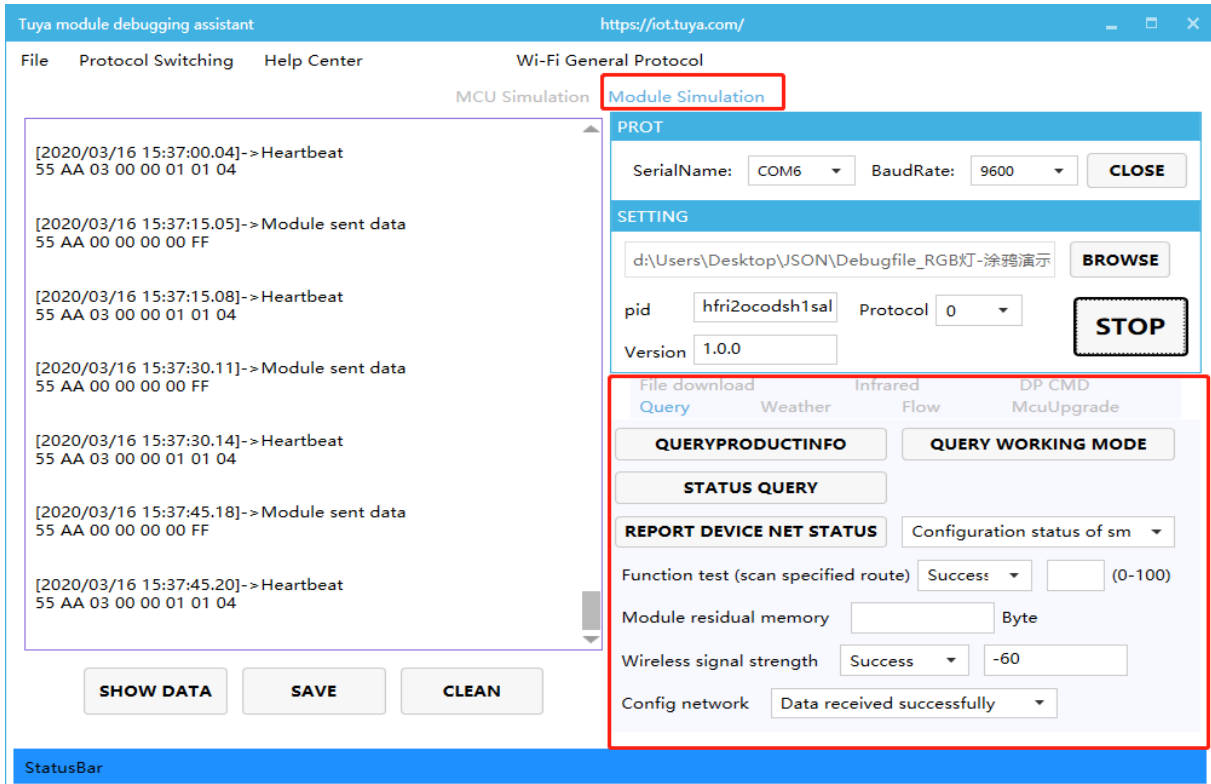 Tuya module debugging assistant https://iot.tuya.com/
File Protocol Switching Help Center Wi-Fi General Protocol
MCU Simulation Module Simulation
[2020/03/16 15:37:00.04]->Heartbeat
55 AA 03 00 00 01 01 04
[2020/03/16 15:37:15.05]->Module sent data
55 AA 00 00 00 00 FF
[2020/03/16 15:37:15.08]->Heartbeat
55 AA 03 00 00 01 01 04
[2020/03/16 15:37:30.11]->Module sent data
55 AA 00 00 00 00 FF
[2020/03/16 15:37:30.14]->Heartbeat
55 AA 03 00 00 01 01 04
[2020/03/16 15:37:45.18]->Module sent data
55 AA 00 00 00 00 FF
[2020/03/16 15:37:45.20]->Heartbeat
55 AA 03 00 00 01 01 04
SHOW DATA SAVE CLEAN
PROT
SerialName: COM6 BaudRate: 9600 CLOSE
SETTING
d:\Users\Desktop\JSON\Debugfile_RGB灯-涂鸦演示 BROWSE
pid hfri2ocodsh1sal Protocol 0
STOP
Version 1.0.0
File download Infrared DP CMD
Query Weather Flow McuUpgrade
QUERYPRODUCTINFO QUERY WORKING MODE
STATUS QUERY
REPORT DEVICE NET STATUS Configuration status of sm
Function test (scan specified route) Success (0-100)
Module residual memory Byte
Wireless signal strength Success -60
Config network Data received successfully
StatusBar